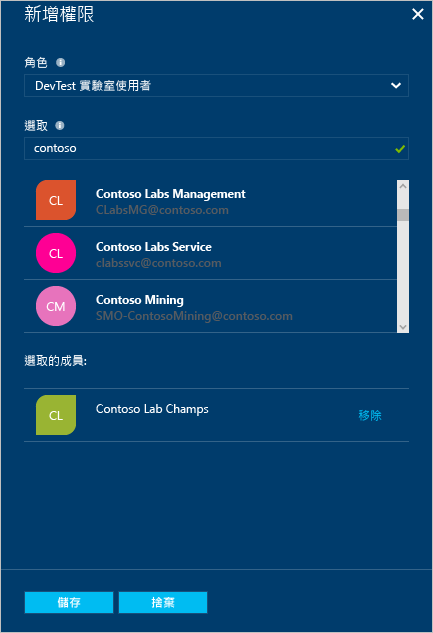 新增權限
角色
DevTest 實驗室使用者
選取
contoso
CL
Contoso Labs Management
CLabsMG@contoso.com
CL
Contoso Labs Service
clabssvc@contoso.com
CM
Contoso Mining
SMO-ContosoMining@contoso.com
選取的成員:
CL
Contoso Lab Champs
移除
儲存
捨棄